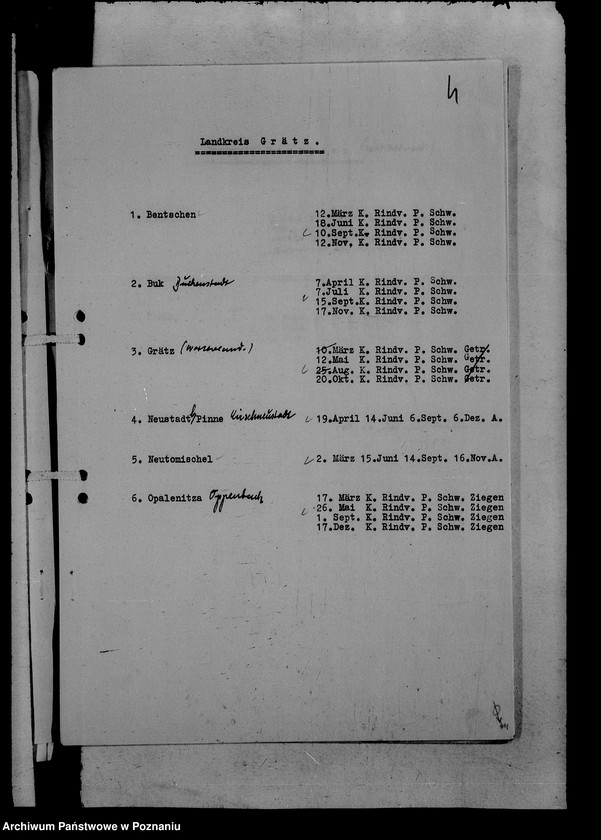 4
Landkreis Grätz.
1. Bentschen 12.März K. Rindv. P. Schw.
18.Juni K. Rindv. P. Schw.
10.Sept.K. Rindv. P. Schw.
12.Nov. K. Rindv. P. Schw.
2. Buk Buchenstadt 7.April K. Rindv. P. Schw.
7.Juli K. Rindv. P. Schw.
15.Sept.K. Rindv. P. Schw.
17.Nov. K. Rindv. P. Schw.
3. Grätz 10.März K. Rindv. P. Schw. Getr.
12.Mai K. Rindv. P. Schw. Getr.
25.Aug. K. Rindv. P. Schw. Getr.
20.Okt. K. Rindv. P. Schw. Getr.
4. Neustadt b/Pinne Kirschneustadt 19.April 14.Juni 6.Sept. 6.Dez. A.
5. Neutomischel 2. März 15.Juni 14.Sept. 16.Nov.A.
6. Opalenitza Oppenbach 17. März K. Rindv. P. Schw. Ziegen
26. Mai K. Rindv. P. Schw. Ziegen
1. Sept. K. Rindv. P. Schw. Ziegen
17.Dez. K. Rindv. P. Schw. Ziegen
Archiwum Państwowe w Poznaniu